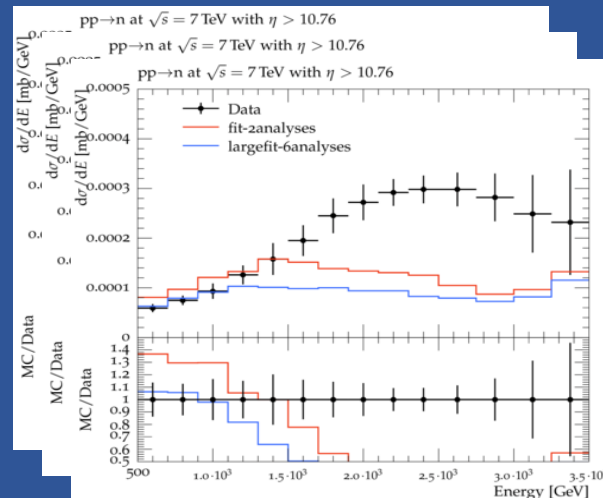 pp→n at √s = 7 TeV with η > 10.76
pp→n at √s = 7 TeV with η > 10.76
pp→n at √s = 7 TeV with η > 10.76
dσ/dE [mb/GeV]
dσ/dE [mb/GeV]
dσ/dE [mb/GeV]
0.0005
Data
fit-2analyses
largefit-6analyses
0.0004
0.0003
0.0002
0.0001
0
MC/Data
MC/Data
MC/Data
1.4
1.3
1.2
1.1
1
0.9
0.8
0.7
0.6
0.5
500
1.0·10³
1.5·10³
2.0·10³
2.5·10³
3.0·10³
Energy [GeV]